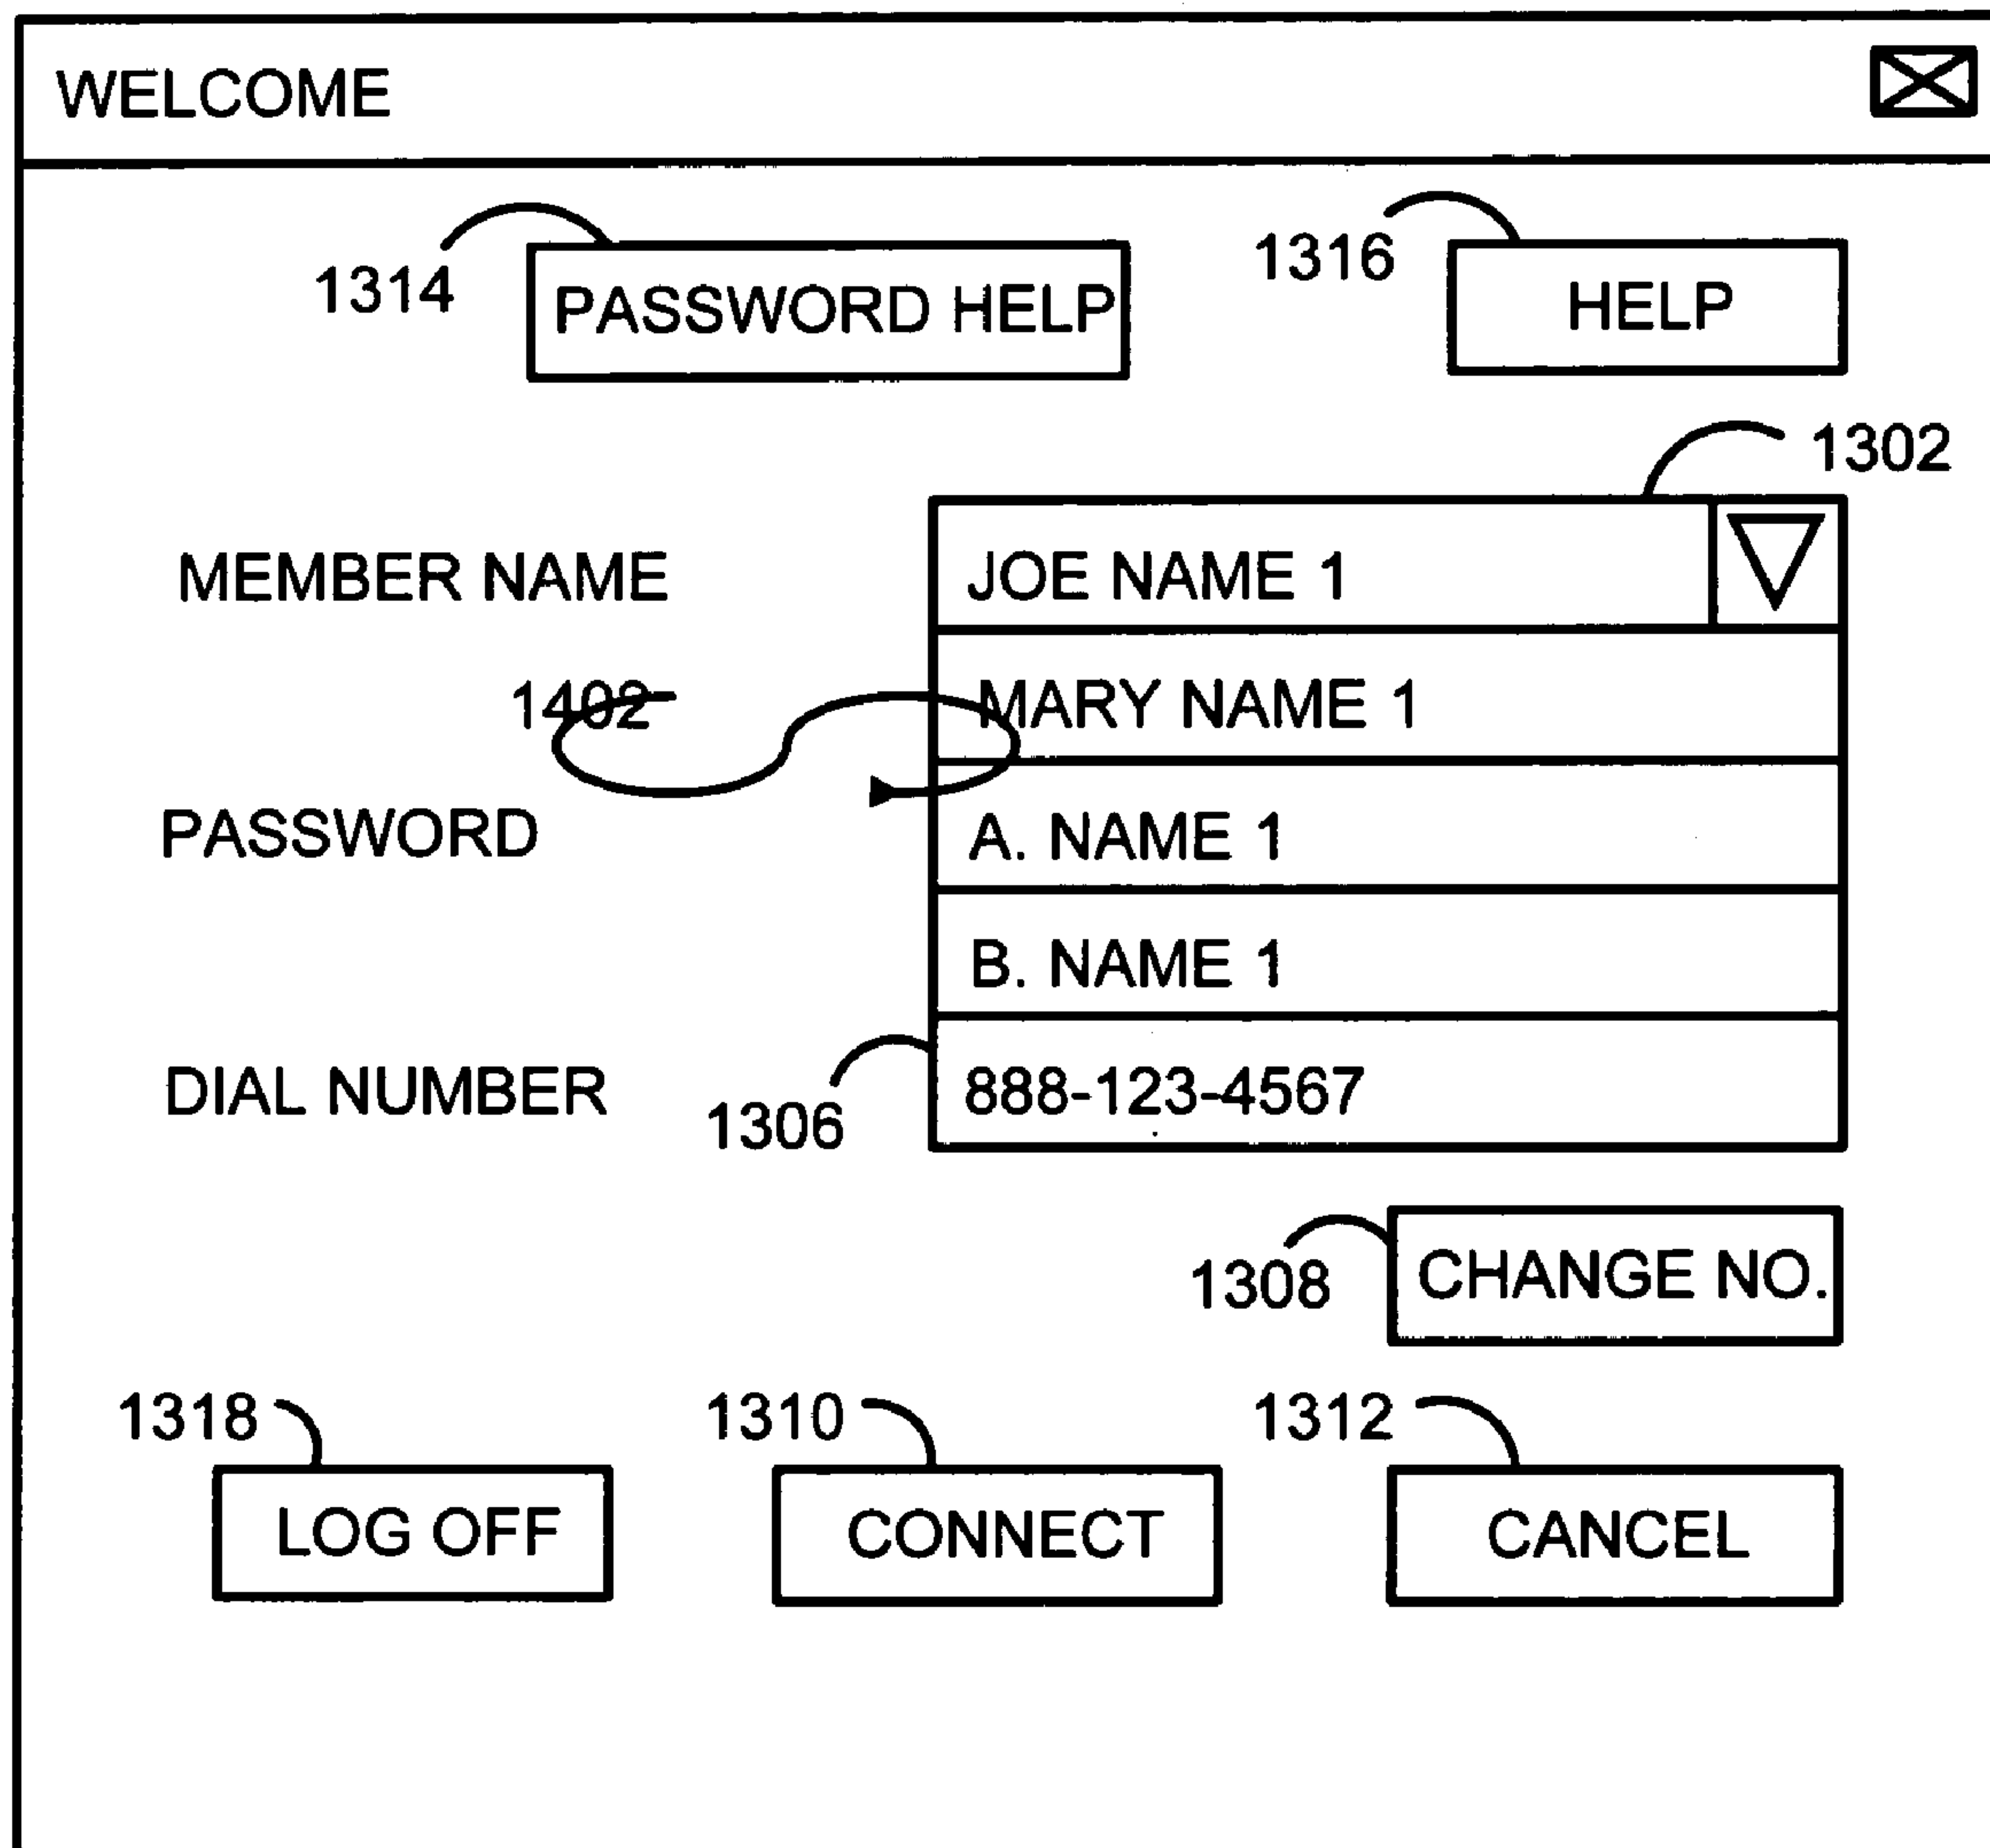 WELCOME
1314 PASSWORD HELP 1316 HELP
1302
MEMBER NAME JOE NAME 1
1402 MARY NAME 1
PASSWORD A. NAME 1
B. NAME 1
DIAL NUMBER 1306 888-123-4567
1308 CHANGE NO.
1318 1310 1312
LOG OFF CONNECT CANCEL